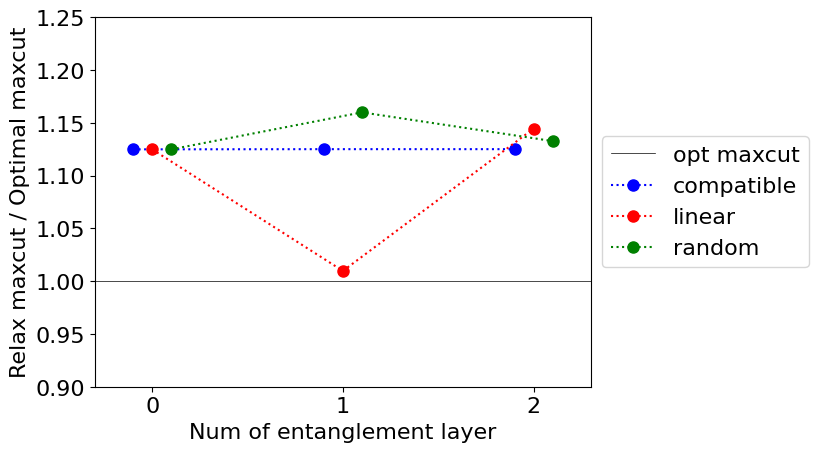 Relax maxcut / Optimal maxcut
1.25
1.20
1.15
1.10
1.05
1.00
0.95
0.90
0
1
2
Num of entanglement layer
opt maxcut
compatible
linear
random